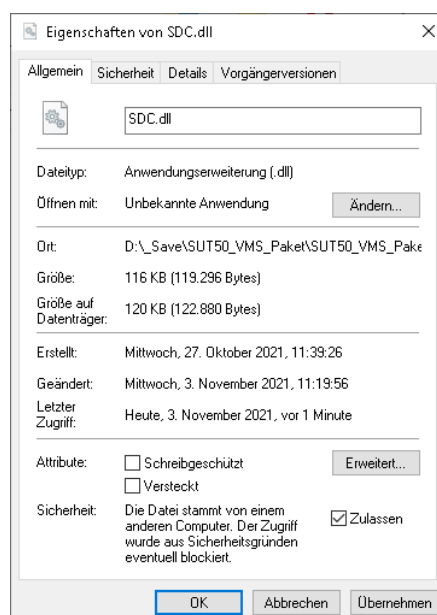 Eigenschaften von SDC.dll
Allgemein Sicherheit Details Vorgängerversionen
SDC.dll
Dateityp: Anwendungserweiterung (.dll)
Öffnen mit: Unbekannte Anwendung Ändern...
Ort: D:\_Save\SUT50_VMS_Paket\SUT50_VMS_Pake
Größe: 116 KB (119.296 Bytes)
Größe auf
Datenträger: 120 KB (122.880 Bytes)
Erstellt: Mittwoch, 27. Oktober 2021, 11:39:26
Geändert: Mittwoch, 3. November 2021, 11:19:56
Letzter
Zugriff: Heute, 3. November 2021, vor 1 Minute
Attribute: Schreibgeschützt Erweitert...
Versteckt
Sicherheit: Die Datei stammt von einem
anderen Computer. Der Zugriff
wurde aus Sicherheitsgründen
eventuell blockiert.
Zulassen
OK Abbrechen Übernehmen